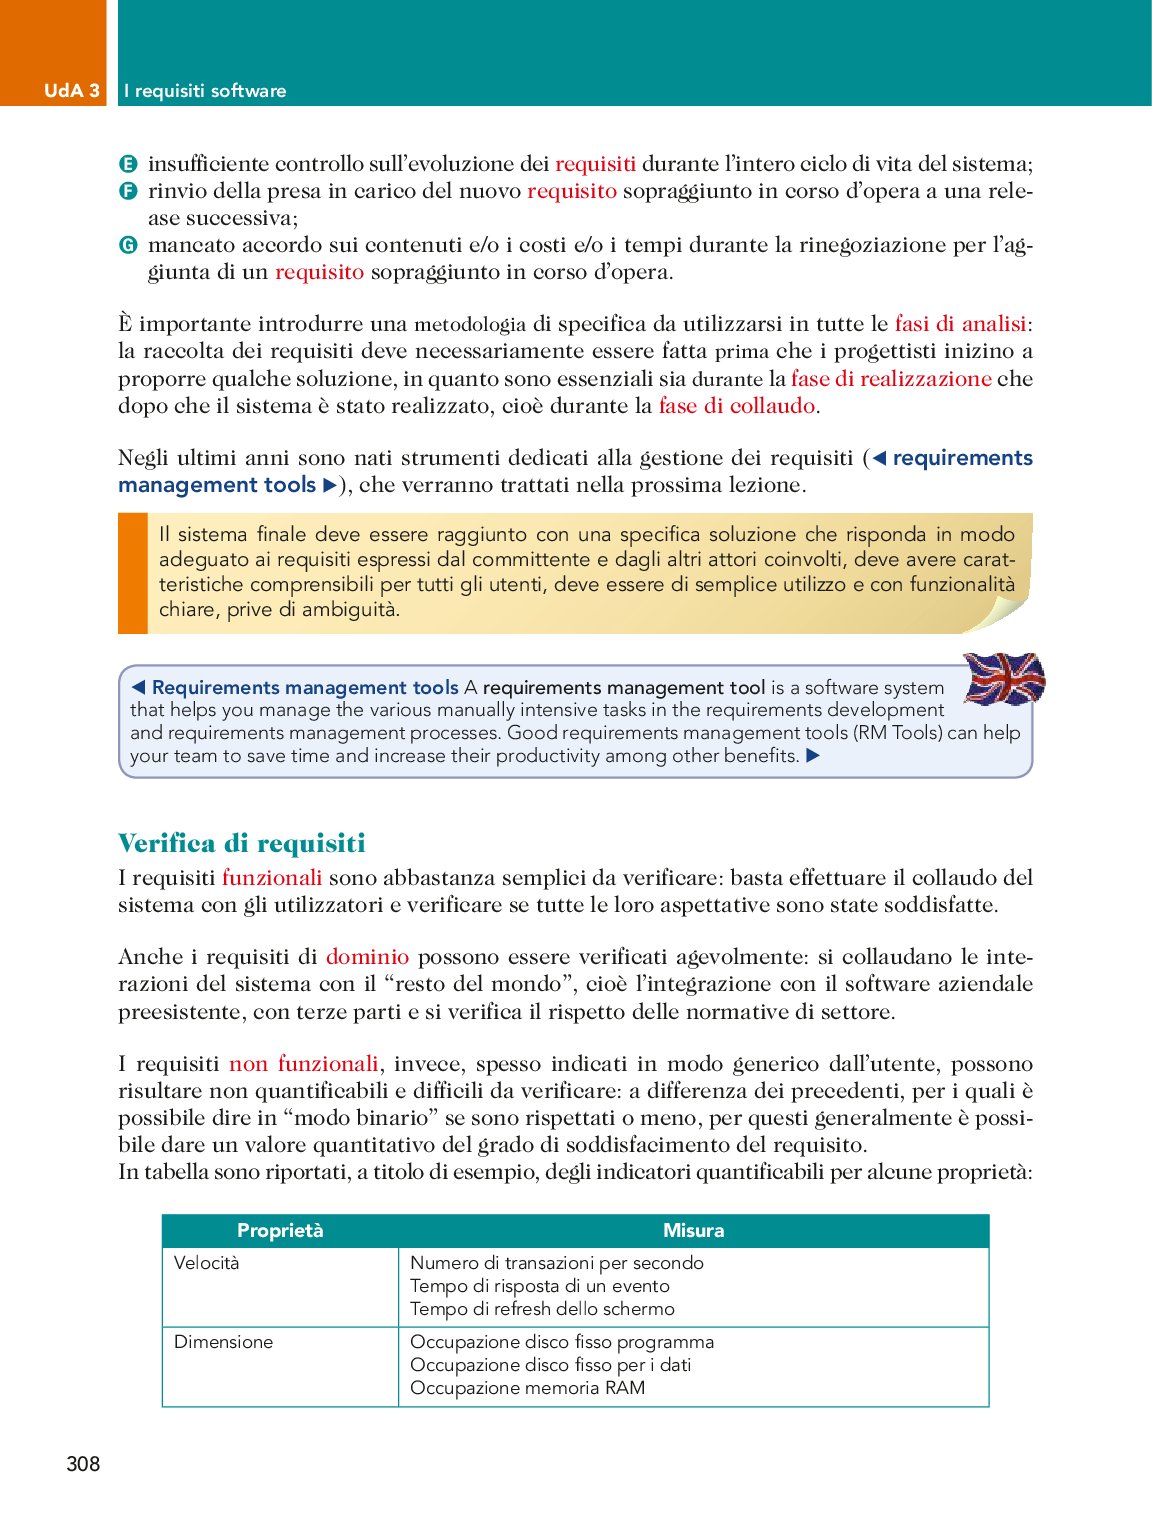 UdA 3 I requisiti software
E insufficiente controllo sull’evoluzione dei requisiti durante l’intero ciclo di vita del sistema;
F rinvio della presa in carico del nuovo requisito sopraggiunto in corso d’opera a una rele-
ase successiva;
G mancato accordo sui contenuti e/o i costi e/o i tempi durante la rinegoziazione per l’ag-
giunta di un requisito sopraggiunto in corso d’opera.
È importante introdurre una metodologia di specifica da utilizzarsi in tutte le fasi di analisi:
la raccolta dei requisiti deve necessariamente essere fatta prima che i progettisti inizino a
proporre qualche soluzione, in quanto sono essenziali sia durante la fase di realizzazione che
dopo che il sistema è stato realizzato, cioè durante la fase di collaudo.
Negli ultimi anni sono nati strumenti dedicati alla gestione dei requisiti (◀ requirements
management tools ▶), che verranno trattati nella prossima lezione.
Il sistema finale deve essere raggiunto con una specifica soluzione che risponda in modo
adeguato ai requisiti espressi dal committente e dagli altri attori coinvolti, deve avere carat-
teristiche comprensibili per tutti gli utenti, deve essere di semplice utilizzo e con funzionalità
chiare, prive di ambiguità.
◀ Requirements management tools A requirements management tool is a software system
that helps you manage the various manually intensive tasks in the requirements development
and requirements management processes. Good requirements management tools (RM Tools) can help
your team to save time and increase their productivity among other benefits. ▶
Verifica di requisiti
I requisiti funzionali sono abbastanza semplici da verificare: basta effettuare il collaudo del
sistema con gli utilizzatori e verificare se tutte le loro aspettative sono state soddisfatte.
Anche i requisiti di dominio possono essere verificati agevolmente: si collaudano le inte-
razioni del sistema con il “resto del mondo”, cioè l’integrazione con il software aziendale
preesistente, con terze parti e si verifica il rispetto delle normative di settore.
I requisiti non funzionali, invece, spesso indicati in modo generico dall’utente, possono
risultare non quantificabili e difficili da verificare: a differenza dei precedenti, per i quali è
possibile dire in “modo binario” se sono rispettati o meno, per questi generalmente è possi-
bile dare un valore quantitativo del grado di soddisfacimento del requisito.
In tabella sono riportati, a titolo di esempio, degli indicatori quantificabili per alcune proprietà:
Proprietà Misura
Velocità Numero di transazioni per secondo
Tempo di risposta di un evento
Tempo di refresh dello schermo
Dimensione Occupazione disco fisso programma
Occupazione disco fisso per i dati
Occupazione memoria RAM
308